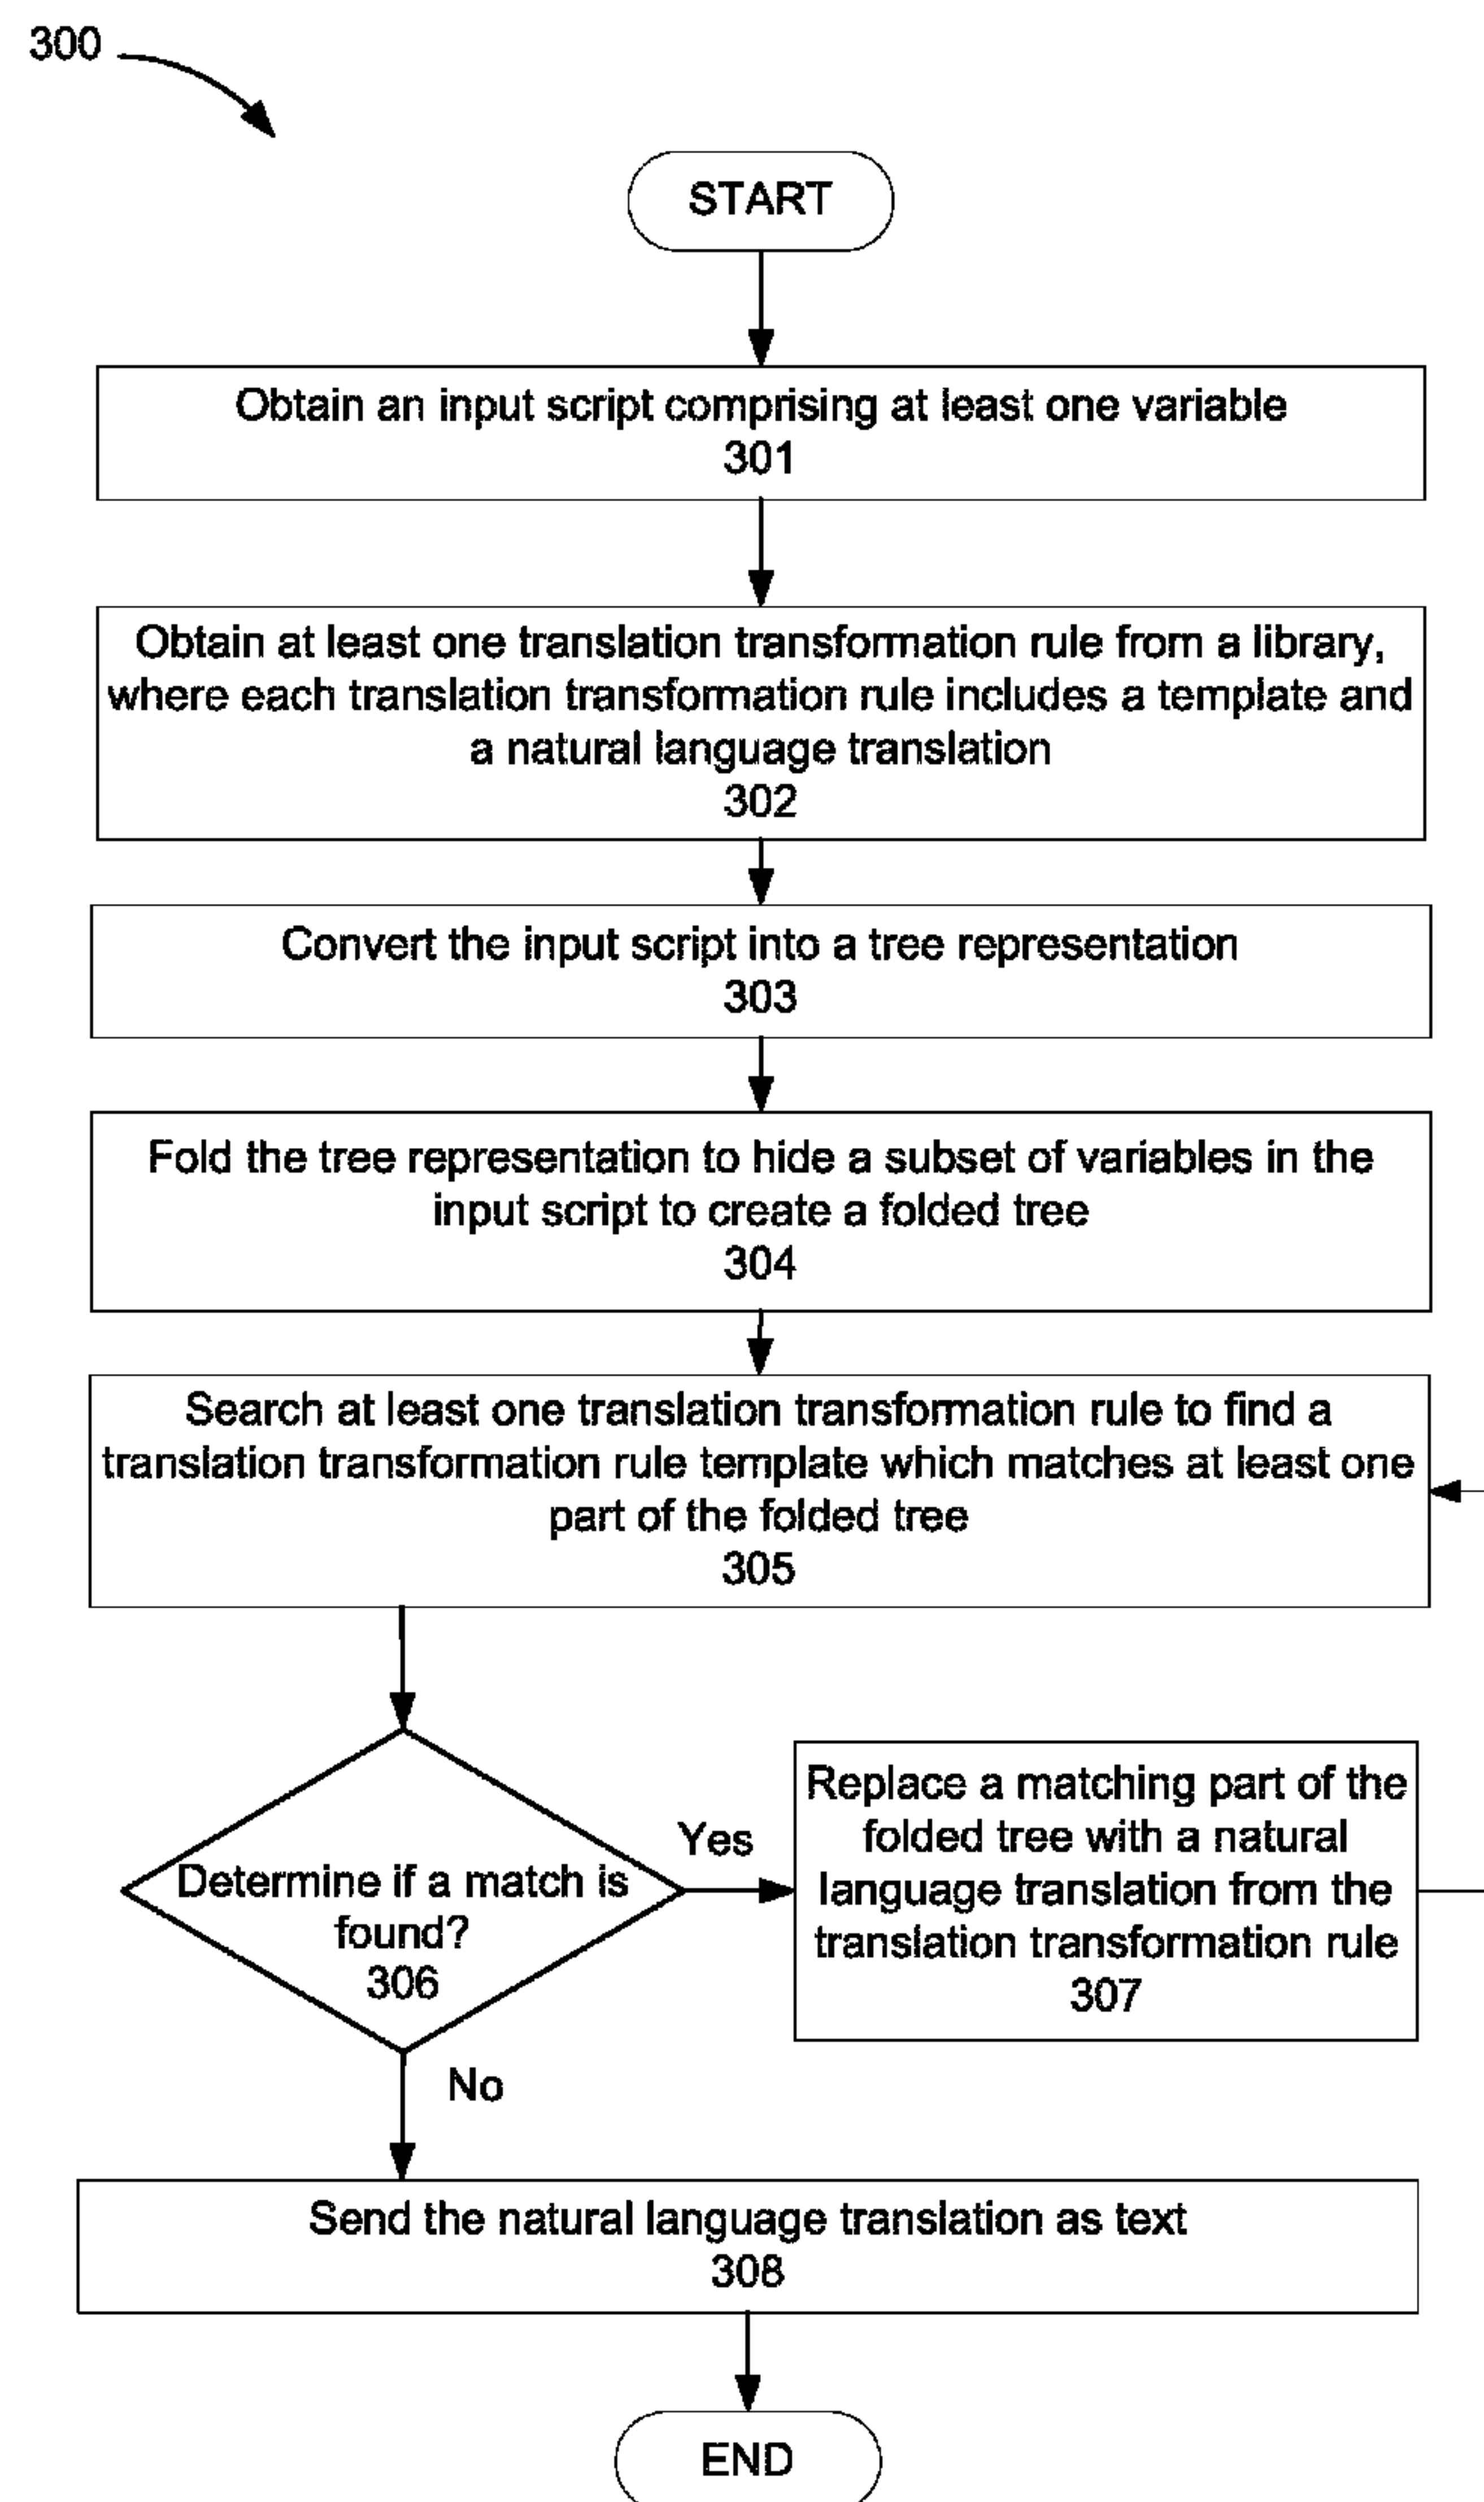 300
START
Obtain an input script comprising at least one variable
301
Obtain at least one translation transformation rule from a library,
where each translation transformation rule includes a template and
a natural language translation
302
Convert the input script into a tree representation
303
Fold the tree representation to hide a subset of variables in the
input script to create a folded tree
304
Search at least one translation transformation rule to find a
translation transformation rule template which matches at least one
part of the folded tree
305
Determine if a match is
found?
306
Yes
Replace a matching part of the
folded tree with a natural
language translation from the
translation transformation rule
307
No
Send the natural language translation as text
308
END